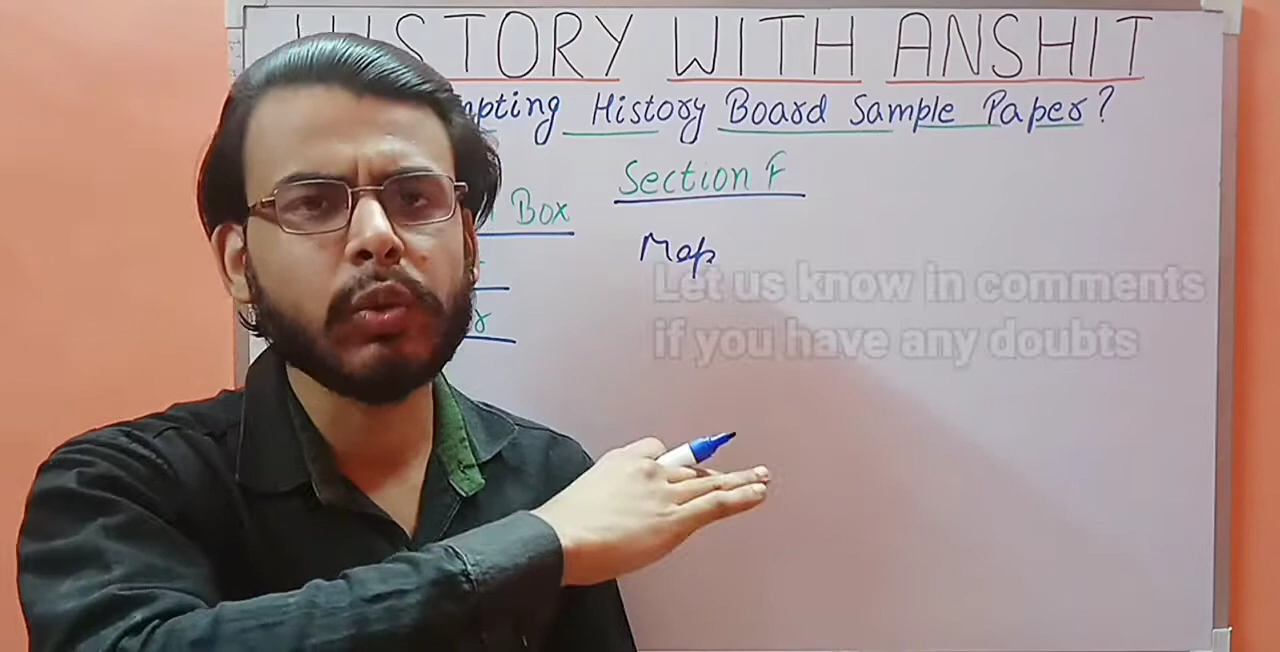 HISTORY WITH ANSHIT
History Board Sample Paper?
Box
Section F
Map
Let us know in comments
if you have any doubts